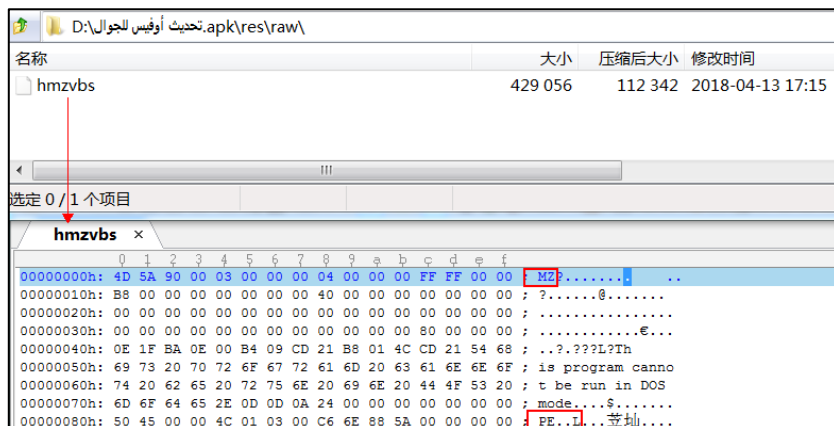 D:\تحديث أوفيس للجوال.apk\res\raw\
名称 大小 压缩后大小 修改时间
hmzvbs 429 056 112 342 2018-04-13 17:15
选定 0 / 1 个项目
hmzvbs ×
0 1 2 3 4 5 6 7 8 9 a b c d e f
00000000h: 4D 5A 90 00 03 00 00 00 04 00 00 00 FF FF 00 00 ; MZ?........ ..
00000010h: B8 00 00 00 00 00 00 00 40 00 00 00 00 00 00 00 ; ?......@.......
00000020h: 00 00 00 00 00 00 00 00 00 00 00 00 00 00 00 00 ; ................
00000030h: 00 00 00 00 00 00 00 00 00 00 00 00 80 00 00 00 ; ............€...
00000040h: 0E 1F BA 0E 00 B4 09 CD 21 B8 01 4C CD 21 54 68 ; ..?.???L?Th
00000050h: 69 73 20 70 72 6F 67 72 61 6D 20 63 61 6E 6E 6F ; is program canno
00000060h: 74 20 62 65 20 72 75 6E 20 69 6E 20 44 4F 53 20 ; t be run in DOS
00000070h: 6D 6F 64 65 2E 0D 0D 0A 24 00 00 00 00 00 00 00 ; mode....$.......
00000080h: 50 45 00 00 4C 01 03 00 C6 6E 88 5A 00 00 00 00 ; PE..L...